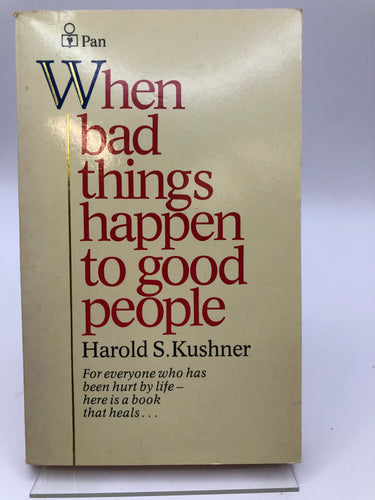 Pan
When
bad
things
happen
to good
people
Harold S. Kushner
For everyone who has
been hurt by life –
here is a book
that heals . . .